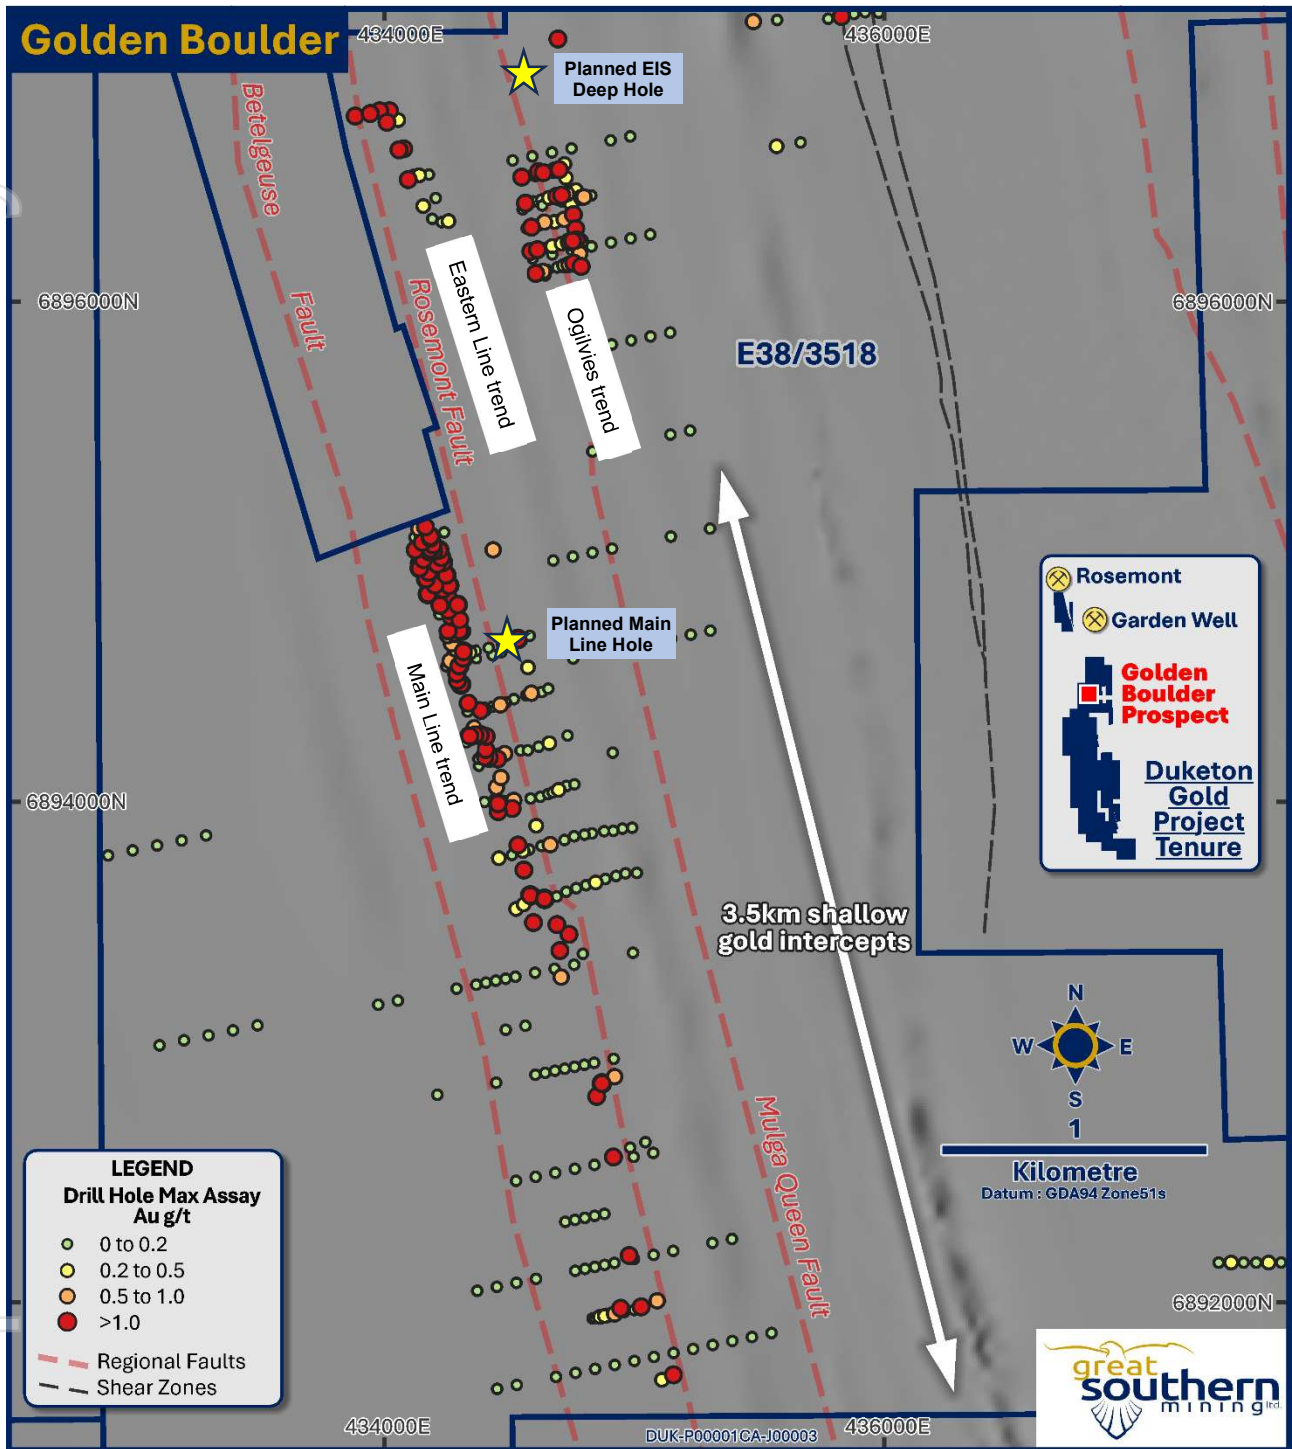 Golden Boulder
434000E
436000E
Planned EIS
Deep Hole
Betelgeuse
Fault
Rosemont Fault
Eastern Line trend
Ogilvies trend
6896000N
6896000N
E38/3518
Planned Main
Line Hole
Main Line trend
6894000N
Rosemont
Garden Well
Golden
Boulder
Prospect
Duketon
Gold
Project
Tenure
3.5km shallow
gold intercepts
N
W
E
S
1
Kilometre
Datum : GDA94 Zone51s
Mulga Queen Fault
LEGEND
Drill Hole Max Assay
Au g/t
0 to 0.2
0.2 to 0.5
0.5 to 1.0
>1.0
Regional Faults
Shear Zones
6892000N
great
southern
mining ltd.
434000E
436000E
DUK-P00001CA-J00003